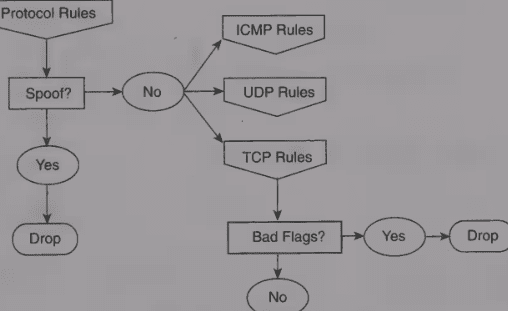 Protocol Rules
ICMP Rules
Spoof?
No
UDP Rules
Yes
TCP Rules
Drop
Bad Flags?
Yes
Drop
No